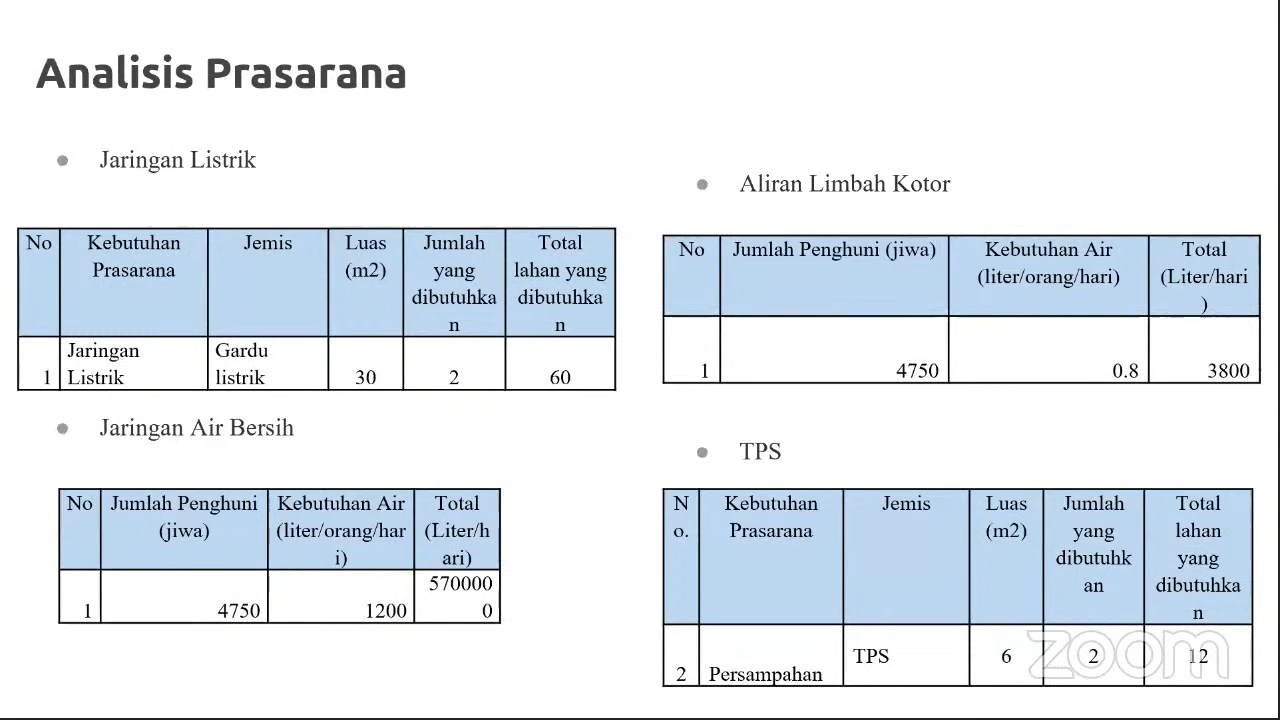 Analisis Prasarana
Jaringan Listrik
No Kebutuhan Jemis Luas Jumlah Total
Prasarana (m2) yang lahan yang
dibutuhka dibutuhka
n n
Jaringan Gardu
1 Listrik listrik 30 2 60
Jaringan Air Bersih
No Jumlah Penghuni Kebutuhan Air Total
(jiwa) (liter/orang/har (Liter/h
i) ari)
570000
1 4750 1200 0
Aliran Limbah Kotor
No Jumlah Penghuni (jiwa) Kebutuhan Air Total
(liter/orang/hari) (Liter/hari
)
1 4750 0.8 3800
TPS
N Kebutuhan Jemis Luas Jumlah Total
o. Prasarana (m2) yang lahan
dibutuhk yang
an dibutuhka
n
TPS 6 2 12
2 Persampahan
zoom